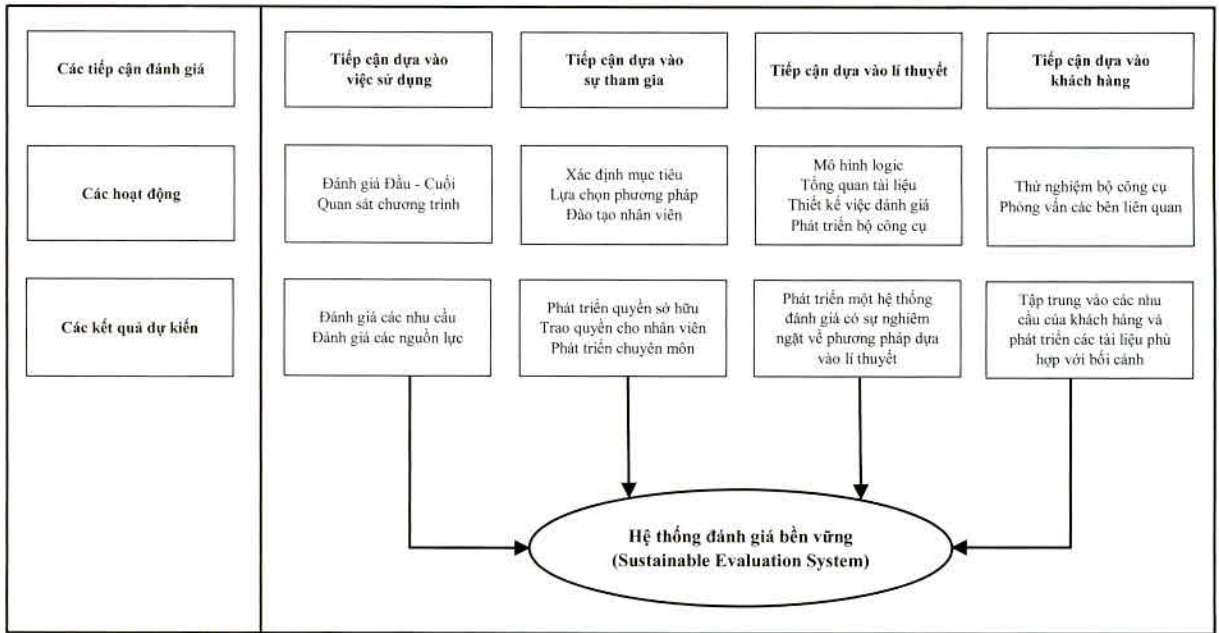 Các tiếp cận đánh giá
Tiếp cận dựa vào
việc sử dụng
Tiếp cận dựa vào
sự tham gia
Tiếp cận dựa vào lí thuyết
Tiếp cận dựa vào
khách hàng
Các hoạt động
Đánh giá Đầu - Cuối
Quan sát chương trình
Xác định mục tiêu
Lựa chọn phương pháp
Đào tạo nhân viên
Mô hình logic
Tổng quan tài liệu
Thiết kế việc đánh giá
Phát triển bộ công cụ
Thử nghiệm bộ công cụ
Phỏng vấn các bên liên quan
Các kết quả dự kiến
Đánh giá các nhu cầu
Đánh giá các nguồn lực
Phát triển quyền sở hữu
Trao quyền cho nhân viên
Phát triển chuyên môn
Phát triển một hệ thống
đánh giá có sự nghiêm
ngặt về phương pháp dựa
vào lí thuyết
Tập trung vào các nhu
cầu của khách hàng và
phát triển các tài liệu phù
hợp với bối cảnh
Hệ thống đánh giá bền vững
(Sustainable Evaluation System)